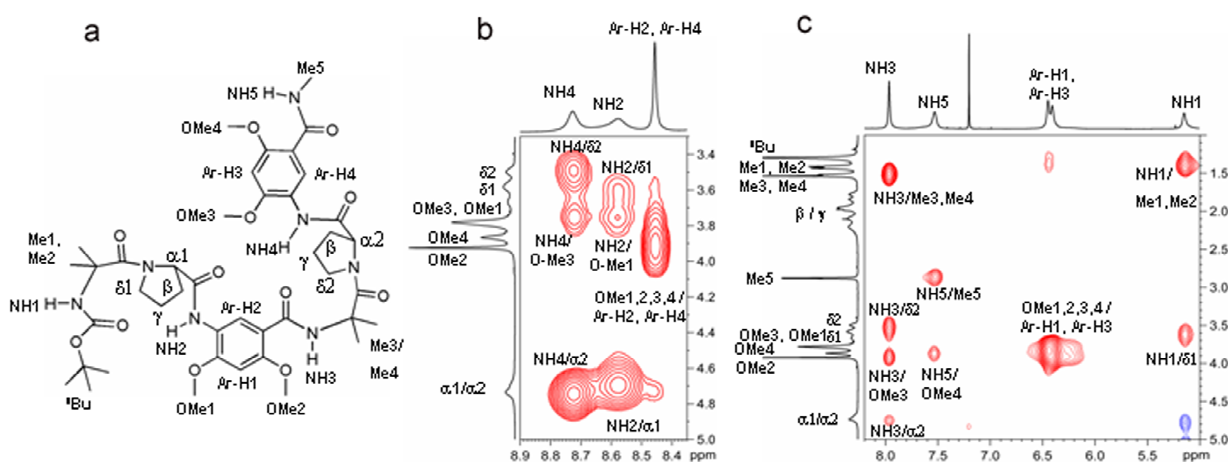 a
Me5
NH5
H
N
O
OMe4
O
Ar-H3
Ar-H4
OMe3
O
N
O
H
NH4
β
α2
γ
N
δ2
O
Me1,
Me2
O
α1
N
β
O
δ1
γ
NH1
H
N
N
H
NH2
Ar-H2
O
H
N
H
NH3
Me3/
Me4
O
O
O
O
Ar-H1
OMe1
OMe2
tBu
b
Ar-H2, Ar-H4
NH4
NH2
NH4/δ2
NH2/δ1
δ2
δ1
OMe3, OMe1
OMe4
OMe2
NH4/
O-Me3
NH2/
O-Me1
OMe1,2,3,4/
Ar-H2, Ar-H4
NH4/α2
α1/α2
NH2/α1
3.4
3.6
3.8
4.0
4.2
4.4
4.6
4.8
5.0
8.9 8.8 8.7 8.6 8.5 8.4 ppm
c
NH3
NH5
Ar-H1,
Ar-H3
NH1
tBu
Me1, Me2
Me3, Me4
NH3/Me3,Me4
NH1/
Me1,Me2
β / γ
Me5
NH5/Me5
NH3/δ2
OMe1,2,3,4/
Ar-H1, Ar-H3
δ2
δ1
OMe3, OMe1
OMe4
OMe2
NH3/
OMe3
NH5/
OMe4
NH1/δ1
α1/α2
NH3/α2
1.5
2.0
2.5
3.0
3.5
4.0
4.5
5.0
8.0 7.5 7.0 6.5 6.0 5.5 ppm